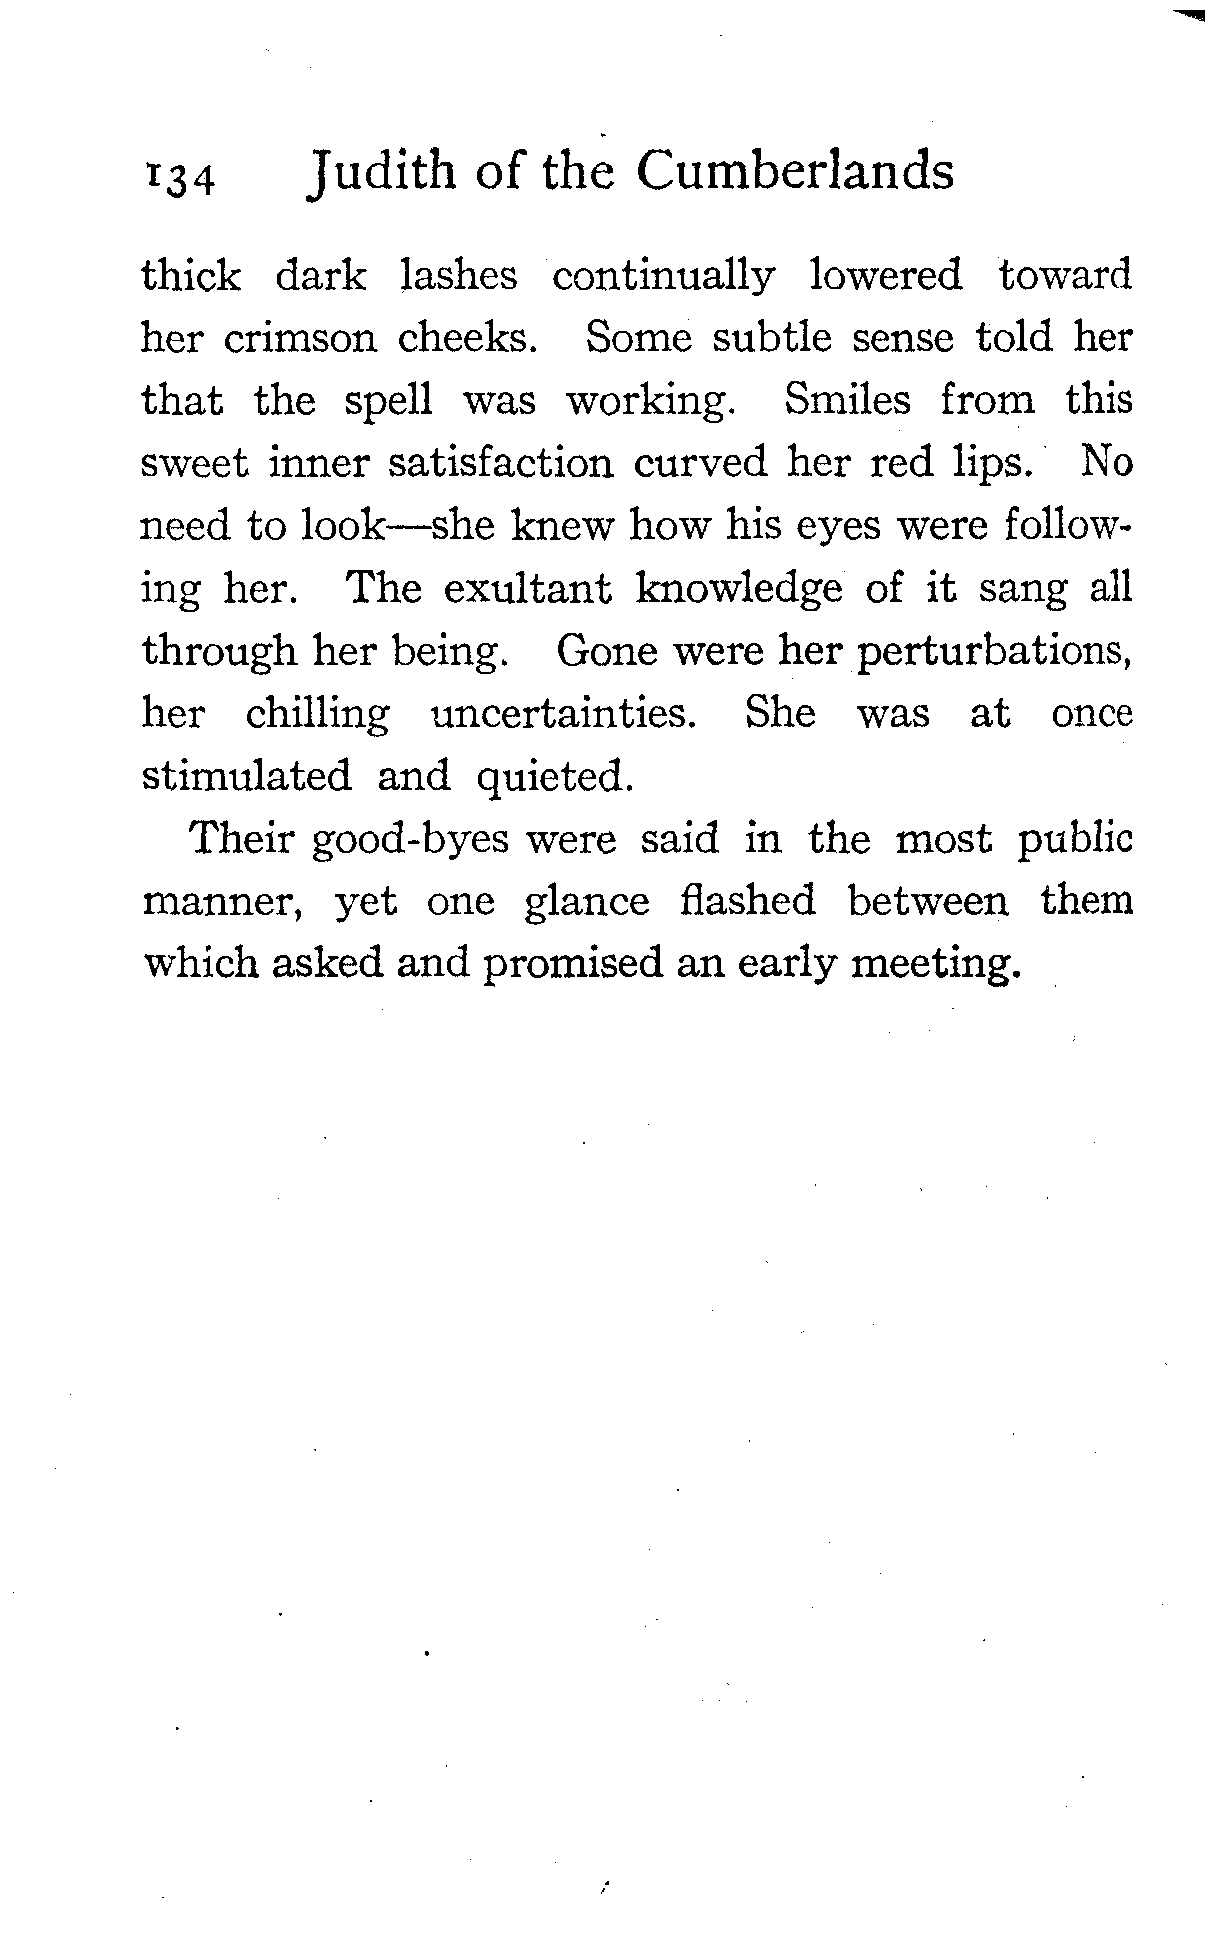 134 Judith of the Cumberlands
thick dark lashes continually lowered toward
her crimson cheeks. Some subtle sense told her
that the spell was working. Smiles from this
sweet inner satisfaction curved her red lips. No
need to look—she knew how his eyes were follow-
ing her. The exultant knowledge of it sang all
through her being. Gone were her perturbations,
her chilling uncertainties. She was at once
stimulated and quieted.
Their good-byes were said in the most public
manner, yet one glance flashed between them
which asked and promised an early meeting.